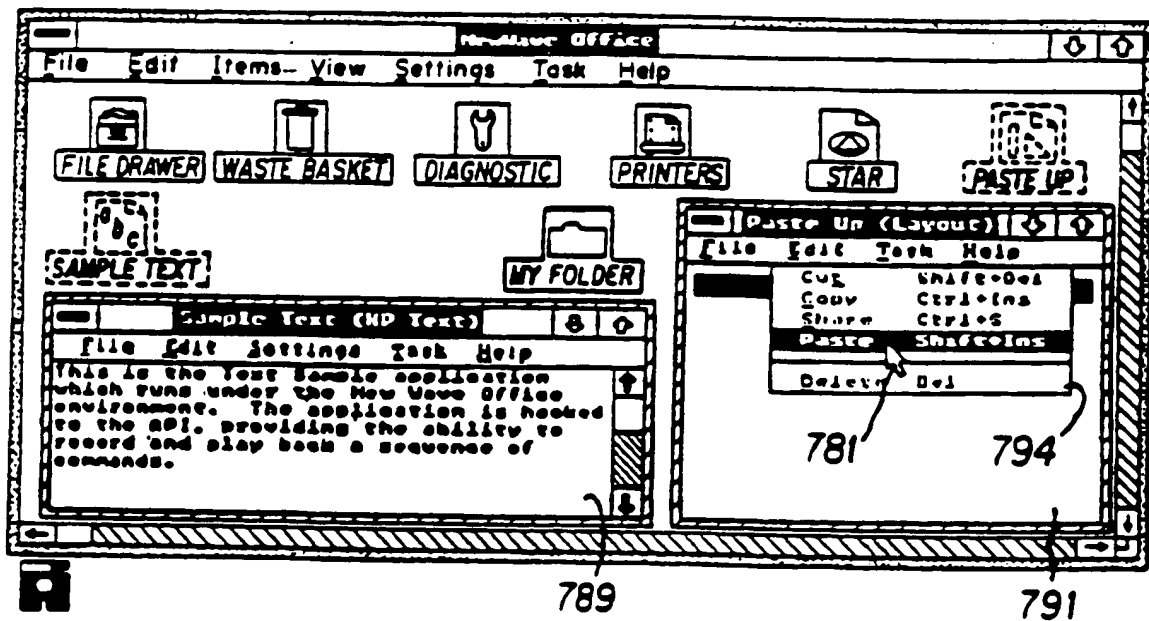 NewWave Office
File Edit Items View Settings Task Help
FILE DRAWER WASTE BASKET DIAGNOSTIC PRINTERS STAR PASTE UP
SAMPLE TEXT MY FOLDER
Paste Up (Layout)
File Edit Task Help
Cut Shift+Del
Copy Ctrl+Ins
Share Ctrl+S
Paste Shift+Ins
Delete Del
Sample Text (HP Text)
File Edit Settings Task Help
abc
This is the Text Sample application
which runs under the New Wave Office
environment. The application is hooked
to the API, providing the ability to
record and play back a sequence of
commands.
781 794
789 791